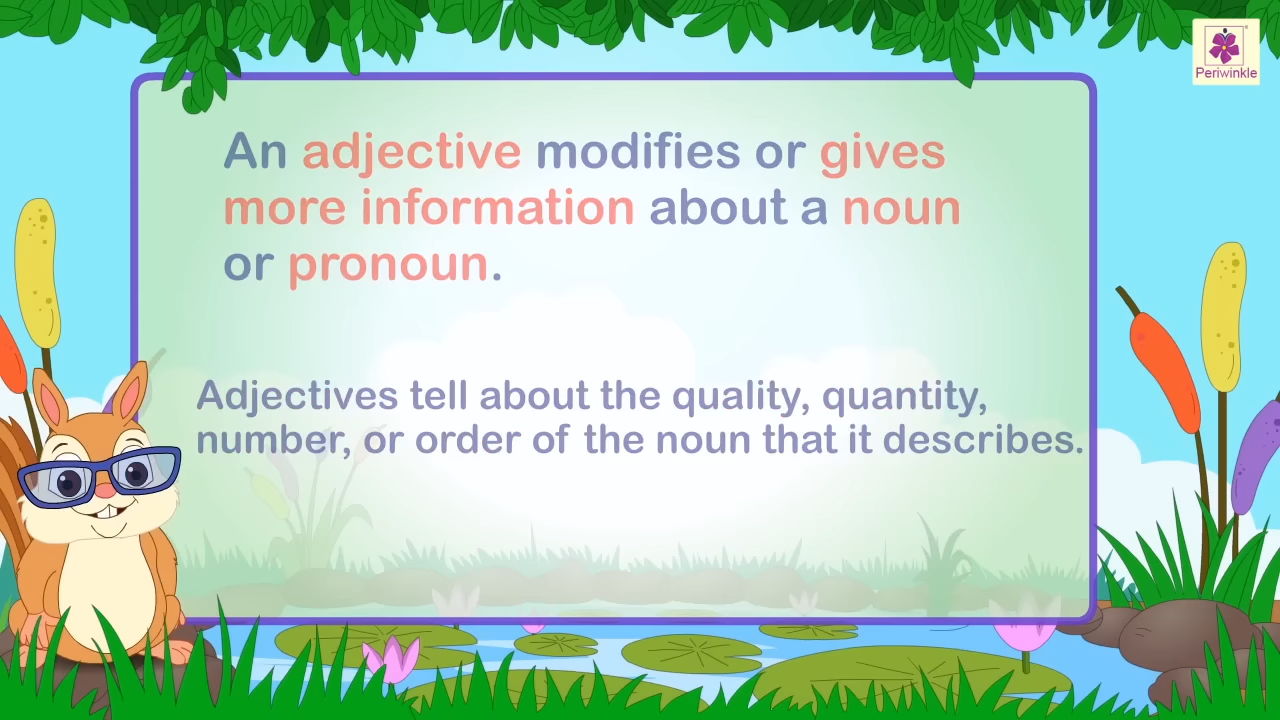 Periwinkle
An adjective modifies or gives
more information about a noun
or pronoun.
Adjectives tell about the quality, quantity,
number, or order of the noun that it describes.